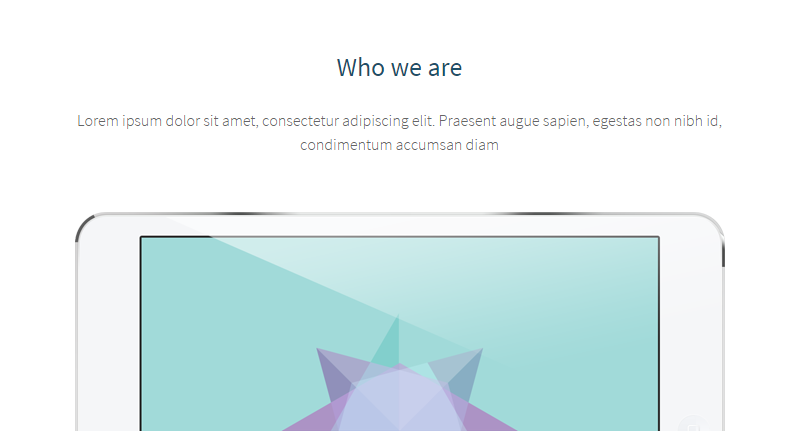 Who we are
Lorem ipsum dolor sit amet, consectetur adipiscing elit. Praesent augue sapien, egestas non nibh id,
condimentum accumsan diam